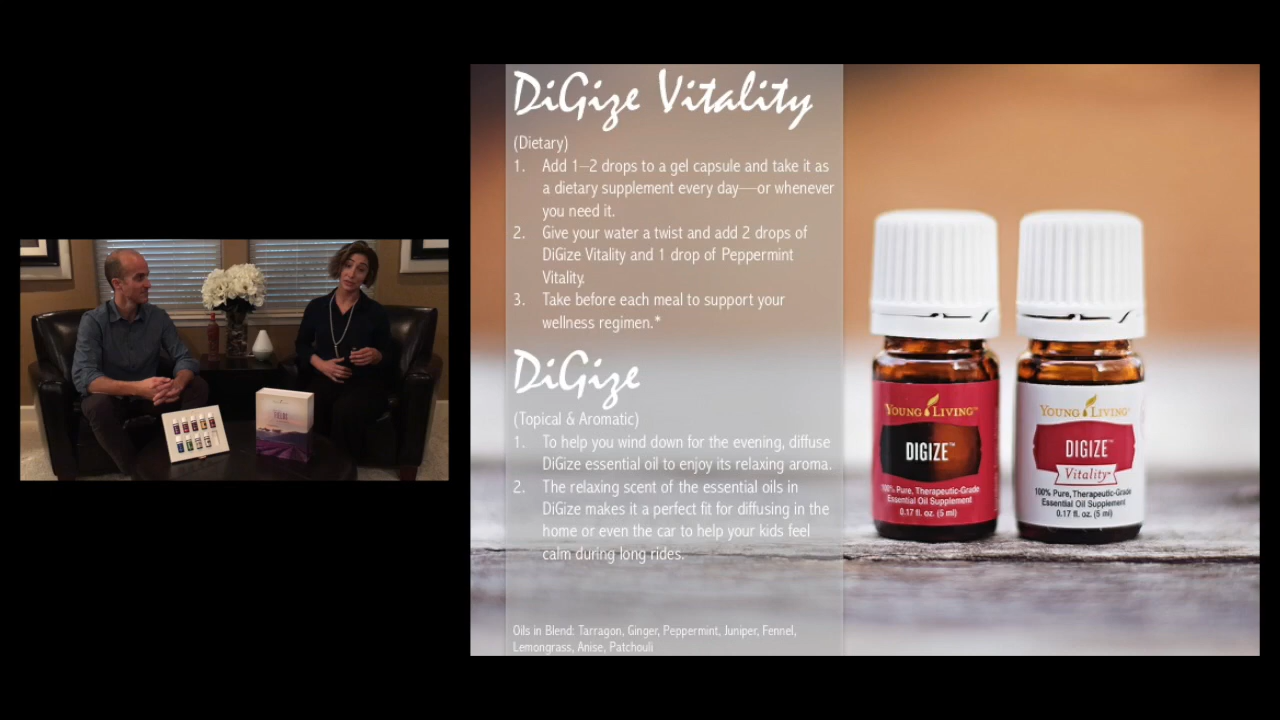 DiGize Vitality
(Dietary)
1. Add 1–2 drops to a gel capsule and take it as
a dietary supplement every day—or whenever
you need it.
2. Give your water a twist and add 2 drops of
DiGize Vitality and 1 drop of Peppermint
Vitality.
3. Take before each meal to support your
wellness regimen.*
DiGize
(Topical & Aromatic)
1. To help you wind down for the evening, diffuse
DiGize essential oil to enjoy its relaxing aroma.
2. The relaxing scent of the essential oils in
DiGize makes it a perfect fit for diffusing in the
home or even the car to help your kids feel
calm during long rides.
Oils in Blend: Tarragon, Ginger, Peppermint, Juniper, Fennel,
Lemongrass, Anise, Patchouli
YOUNG LIVING™
DIGIZE™
100% Pure, Therapeutic-Grade
Essential Oil Supplement
0.17 fl. oz. (5 ml)
YOUNG LIVING
DIGIZE™
Vitality™
100% Pure, Therapeutic-Grade
Essential Oil Supplement
0.17 fl. oz. (5 ml)